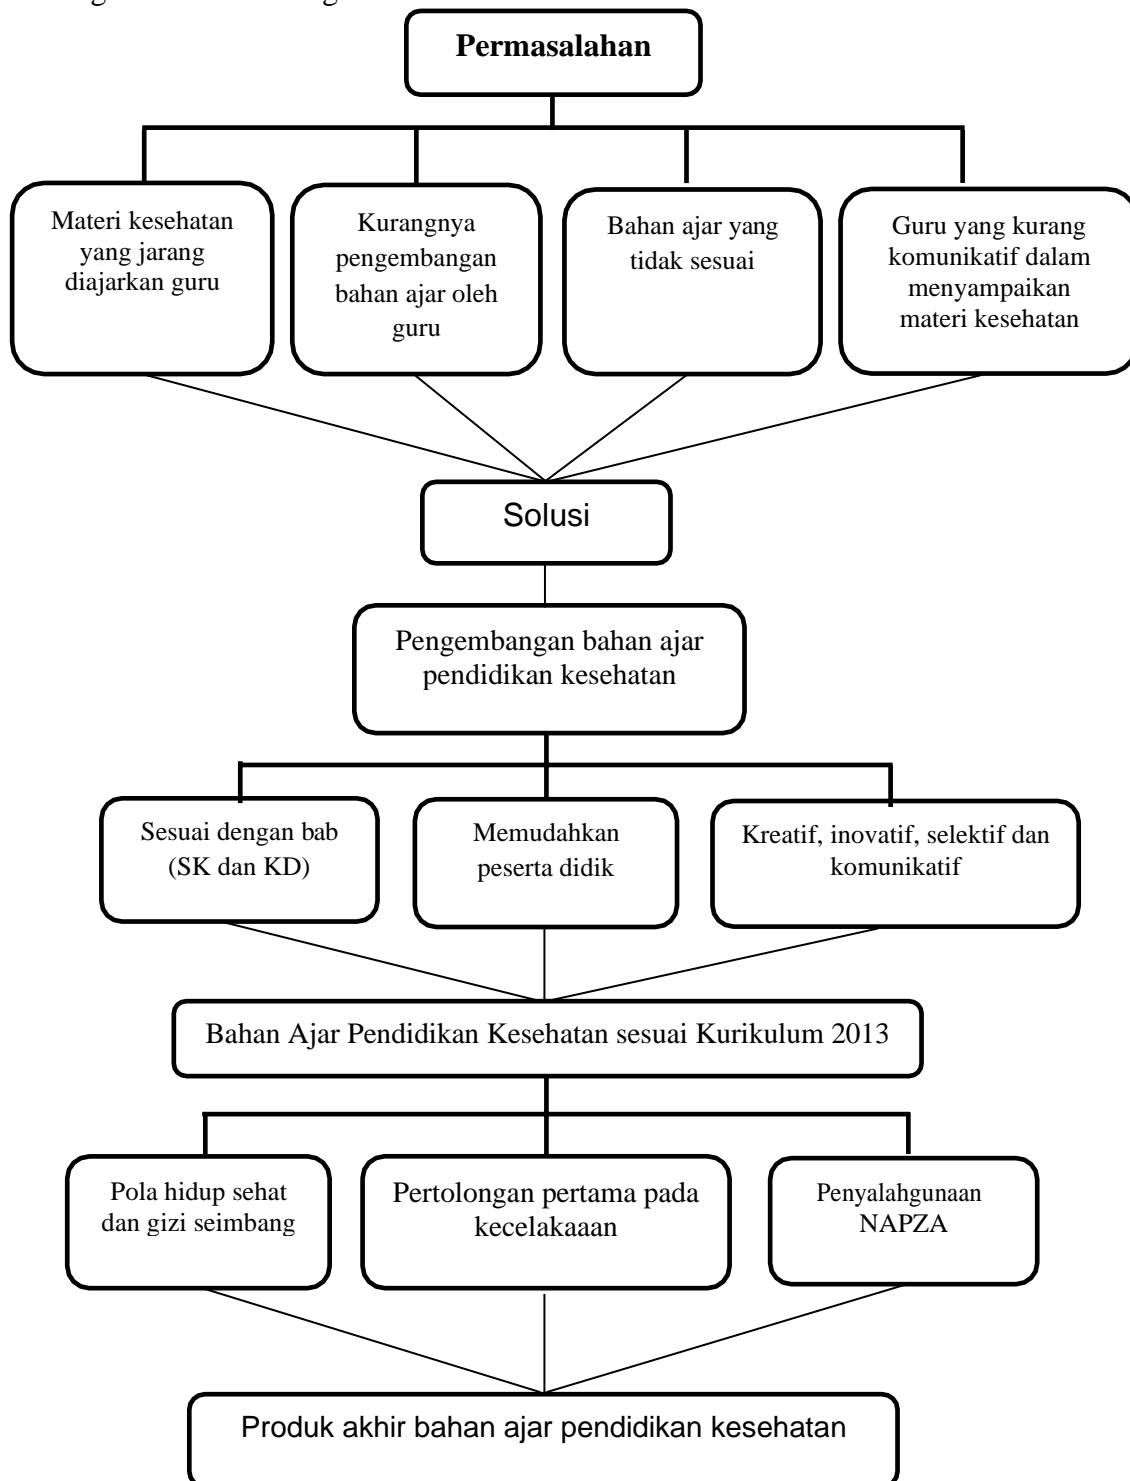 Permasalahan
Materi kesehatan
yang jarang
diajarkan guru
Kurangnya
pengembangan
bahan ajar oleh
guru
Bahan ajar yang
tidak sesuai
Guru yang kurang
komunikatif dalam
menyampaikan
materi kesehatan
Solusi
Pengembangan bahan ajar
pendidikan kesehatan
Sesuai dengan bab
(SK dan KD)
Memudahkan
peserta didik
Kreatif, inovatif, selektif dan
komunikatif
Bahan Ajar Pendidikan Kesehatan sesuai Kurikulum 2013
Pola hidup sehat
dan gizi seimbang
Pertolongan pertama pada
kecelakaaan
Penyalahgunaan
NAPZA
Produk akhir bahan ajar pendidikan kesehatan